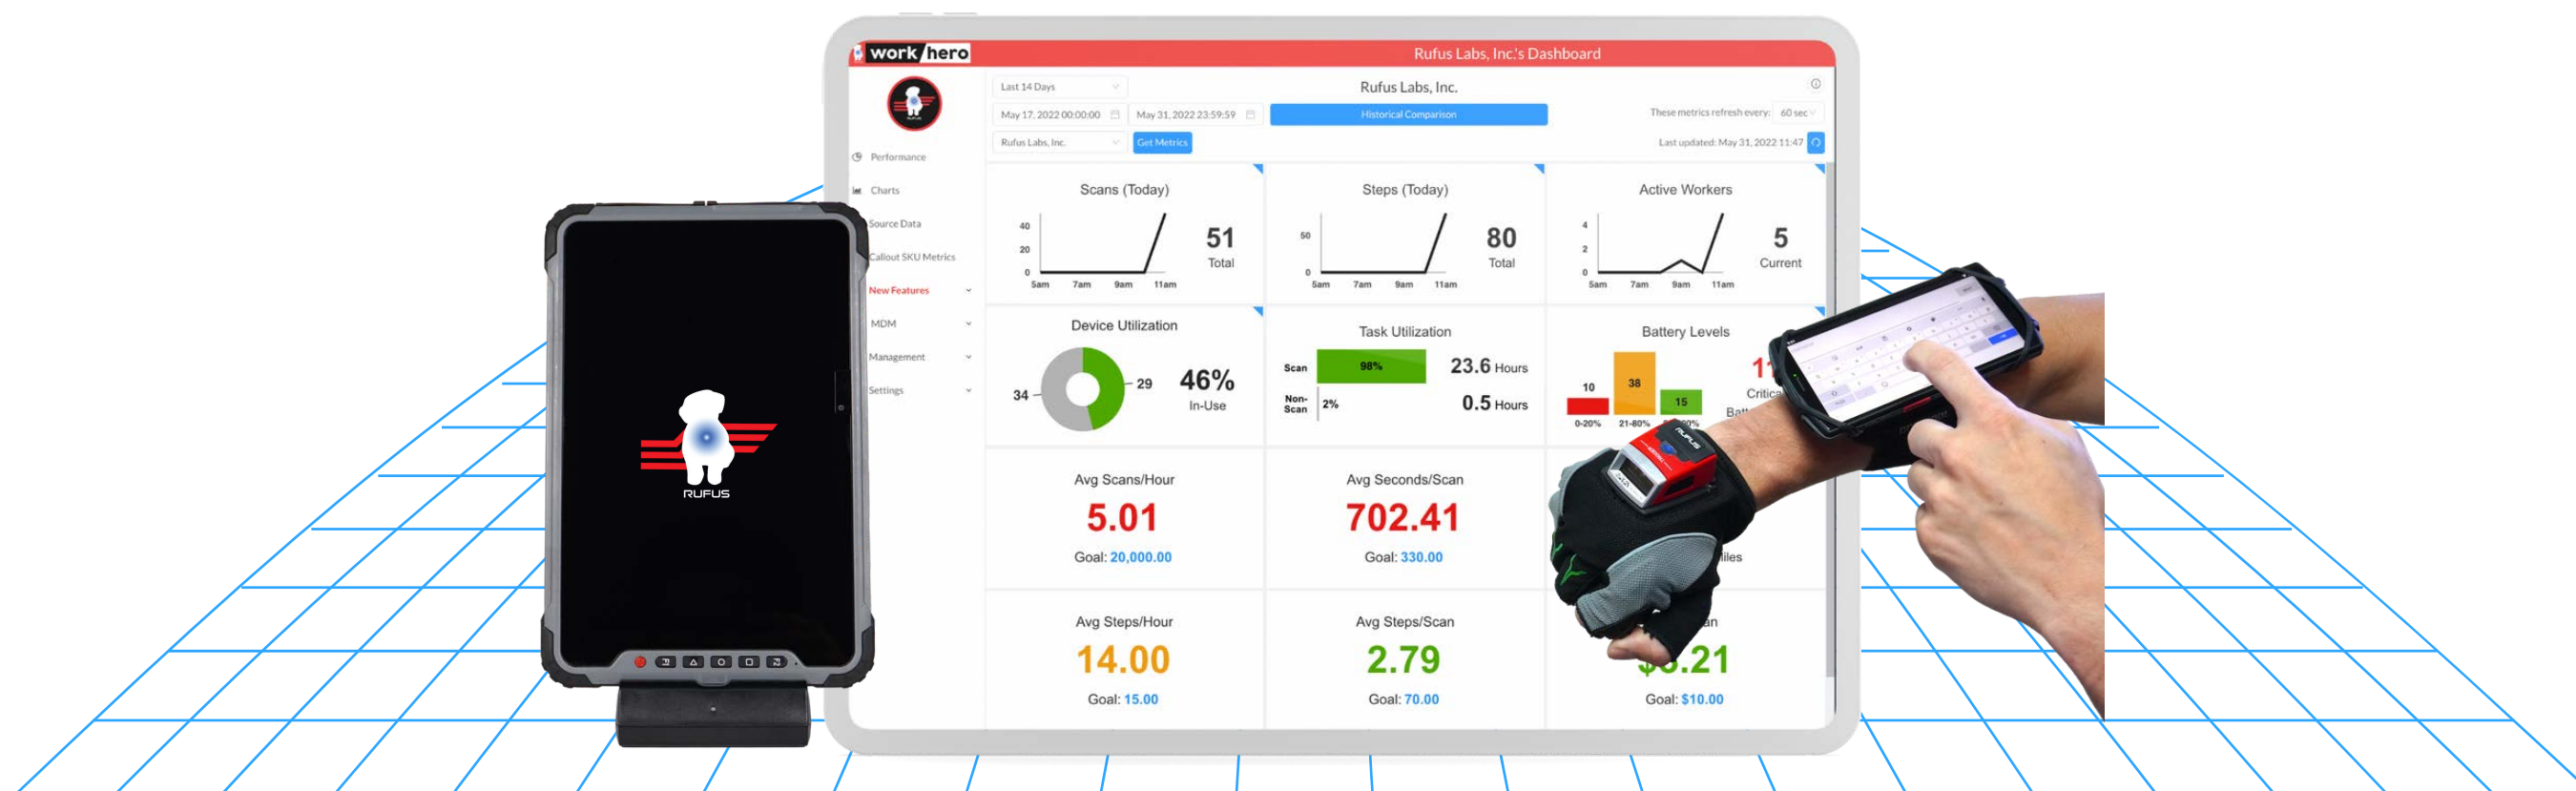 work/hero
Rufus Labs, Inc.'s Dashboard
Last 14 Days
Rufus Labs, Inc.
May 17, 2022 00:00:00
May 31, 2022 23:59:59
Historical Comparison
These metrics refresh every:
60 sec
Rufus Labs, Inc.
Get Metrics
Last updated: May 31, 2022 11:47
Performance
Charts
Source Data
Callout SKU Metrics
New Features
MDM
Management
Settings
Scans (Today)
40
20
0
5am 7am 9am 11am
51
Total
Steps (Today)
50
0
5am 7am 9am 11am
80
Total
Active Workers
4
2
0
5am 7am 9am 11am
5
Current
Device Utilization
34
29
46%
In-Use
Task Utilization
Scan
98%
23.6 Hours
Non-Scan
2%
0.5 Hours
Battery Levels
10
38
15
0-20% 21-80%
Avg Scans/Hour
5.01
Goal: 20,000.00
Avg Seconds/Scan
702.41
Goal: 330.00
Avg Steps/Hour
14.00
Goal: 15.00
Avg Steps/Scan
2.79
Goal: 70.00
.21
Goal: $10.00
RUFUS
RUFUS